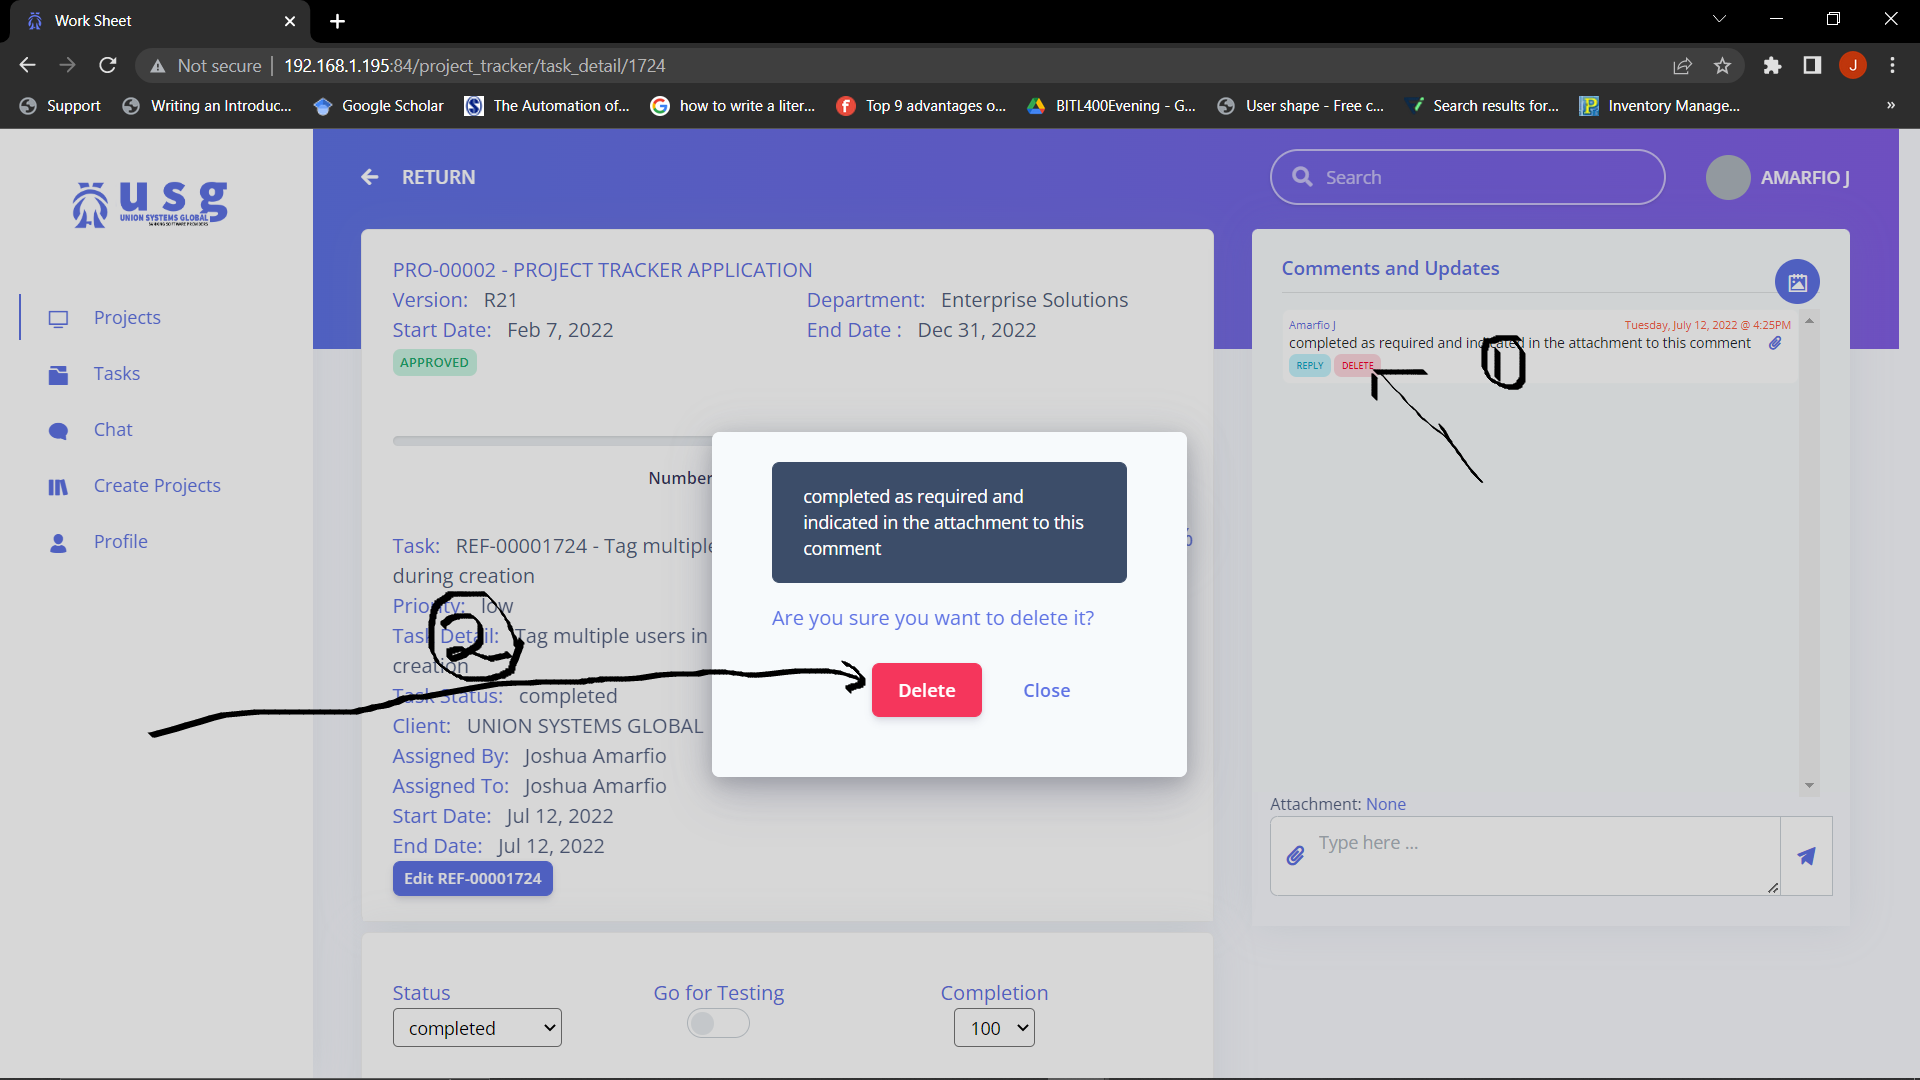 Work Sheet
Not secure | 192.168.1.195:84/project_tracker/task_detail/1724
J
Support
Writing an Introduc...
Google Scholar
The Automation of...
how to write a liter...
Top 9 advantages o...
BITL400Evening - G...
User shape - Free c...
Search results for...
Inventory Manage...
»
usg
UNION SYSTEMS GLOBAL
RETURN
Search
AMARFIO J
Projects
Tasks
Chat
Create Projects
Profile
PRO-00002 - PROJECT TRACKER APPLICATION
Version: R21
Department: Enterprise Solutions
Start Date: Feb 7, 2022
End Date : Dec 31, 2022
APPROVED
Number
Task: REF-00001724 - Tag multiple
during creation
Priority: low
Task Detail: Tag multiple users in
creation
Task Status: completed
Client: UNION SYSTEMS GLOBAL
Assigned By: Joshua Amarfio
Assigned To: Joshua Amarfio
Start Date: Jul 12, 2022
End Date: Jul 12, 2022
Edit REF-00001724
2
completed as required and
indicated in the attachment to this
comment
Are you sure you want to delete it?
Delete
Close
Comments and Updates
Amarfio J
Tuesday, July 12, 2022 @ 4:25PM
completed as required and indicated in the attachment to this comment
REPLY
DELETE
1
Attachment: None
Type here ...
Status
completed
Go for Testing
Completion
100